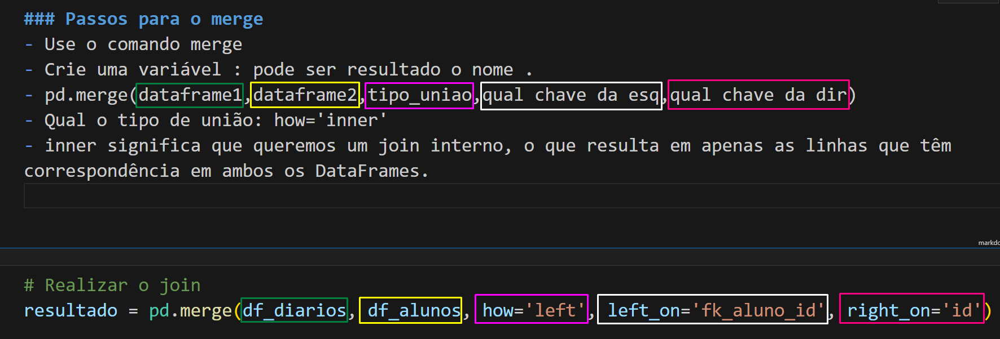 ### Passos para o merge
- Use o comando merge
- Crie uma variável : pode ser resultado o nome .
- pd.merge(dataframe1,dataframe2,tipo_uniao,qual chave da esq,qual chave da dir)
- Qual o tipo de união: how='inner'
- inner significa que queremos um join interno, o que resulta em apenas as linhas que têm
correspondência em ambos os DataFrames.
# Realizar o join
resultado = pd.merge(df_diarios, df_alunos, how='left', left_on='fk_aluno_id', right_on='id')